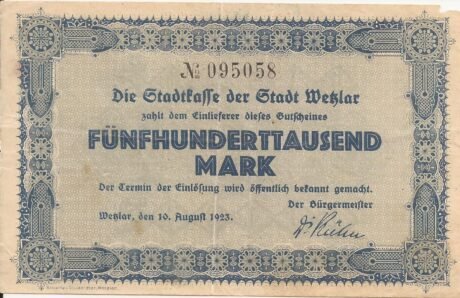 № 095058
Die Stadtkasse der Stadt Wetzlar
zahlt dem Einlieferer dieses Gutscheines
FÜNFHUNDERTTAUSEND
MARK
Der Termin der Einlösung wird öffentlich bekannt gemacht.
Der Bürgermeister
Wetzlar, den 10. August 1923.